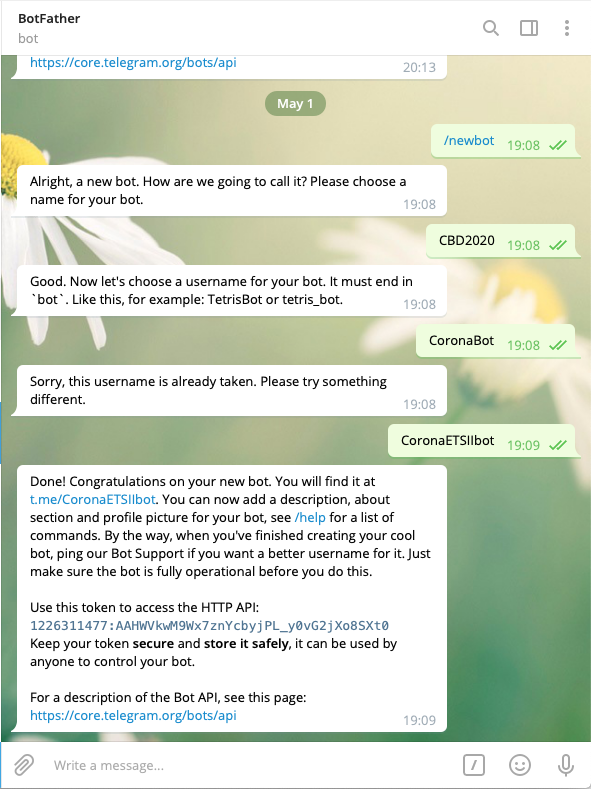 BotFather
bot
https://core.telegram.org/bots/api
20:13
May 1
/newbot 19:08
Alright, a new bot. How are we going to call it? Please choose a
name for your bot.
19:08
CBD2020 19:08
Good. Now let's choose a username for your bot. It must end in
`bot`. Like this, for example: TetrisBot or tetris_bot.
19:08
CoronaBot 19:08
Sorry, this username is already taken. Please try something
different.
19:08
CoronaETSIIbot 19:09
Done! Congratulations on your new bot. You will find it at
t.me/CoronaETSIIbot. You can now add a description, about
section and profile picture for your bot, see /help for a list of
commands. By the way, when you've finished creating your cool
bot, ping our Bot Support if you want a better username for it. Just
make sure the bot is fully operational before you do this.
Use this token to access the HTTP API:
1226311477:AAHWVkwM9Wx7znYcbyjPL_y0vG2jXo8SXt0
Keep your token secure and store it safely, it can be used by
anyone to control your bot.
For a description of the Bot API, see this page:
https://core.telegram.org/bots/api
19:09
Write a message...